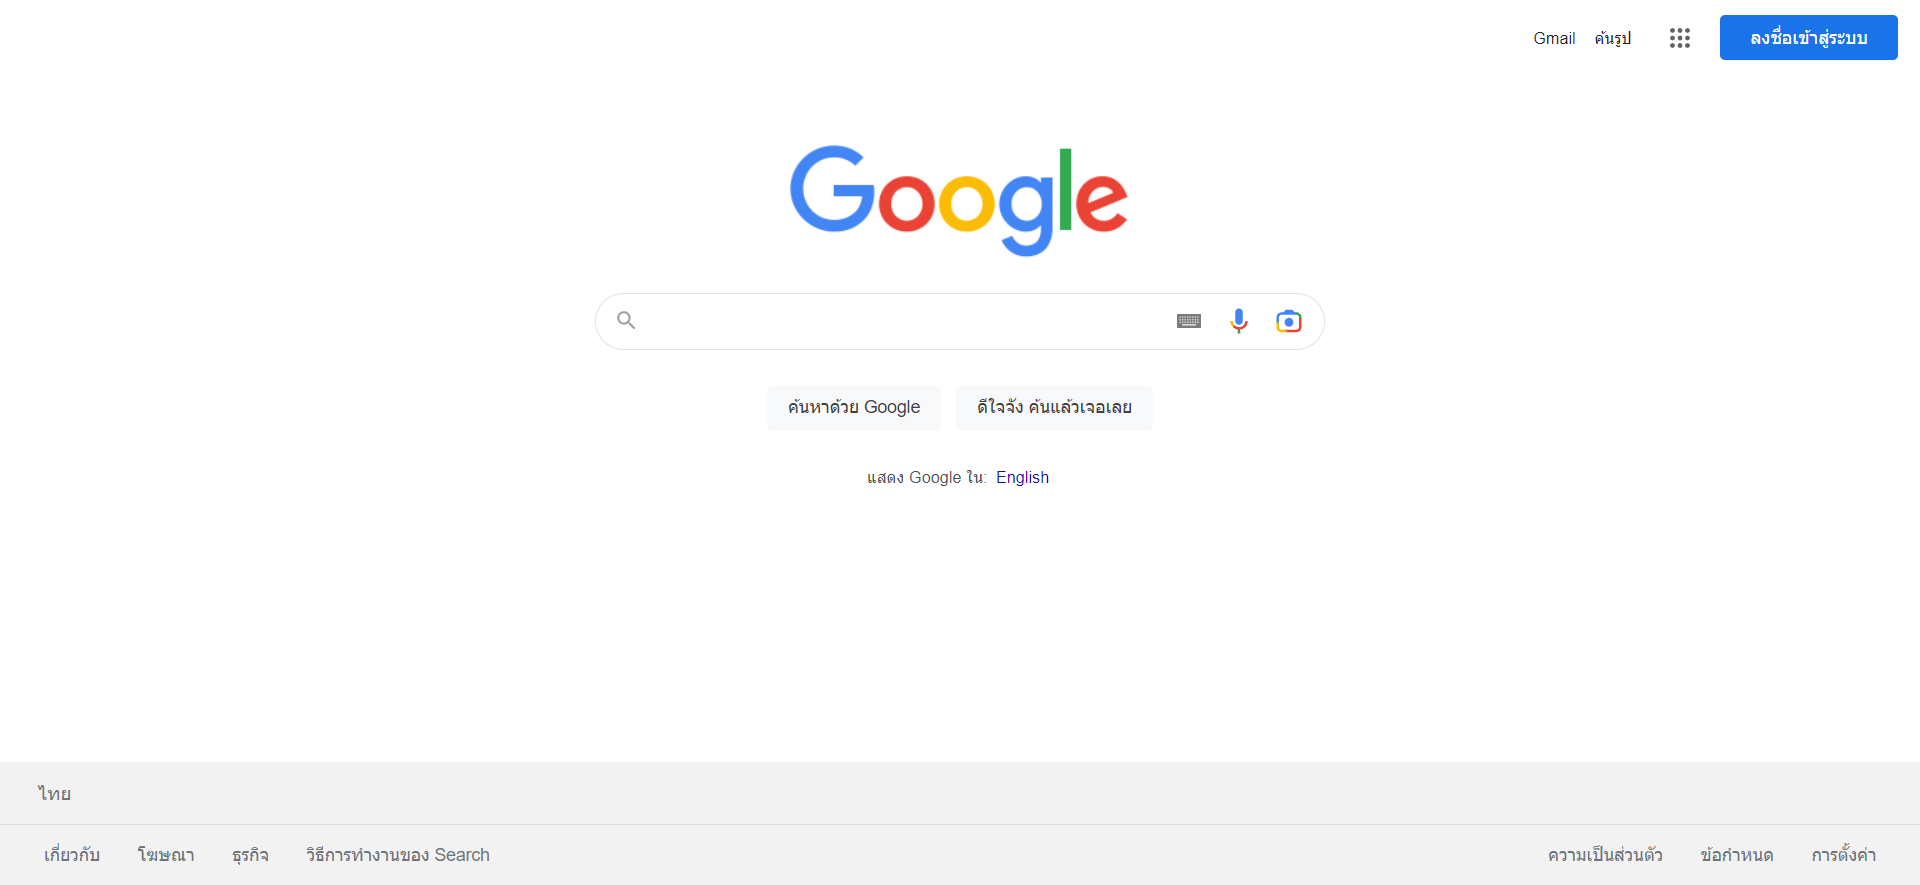 Gmail ค้นรูป ลงชื่อเข้าสู่ระบบ
Google
ค้นหาด้วย Google ดีใจจัง ค้นแล้วเจอเลย
แสดง Google ใน: English
ไทย
เกี่ยวกับ โฆษณา ธุรกิจ วิธีการทำงานของ Search ความเป็นส่วนตัว ข้อกำหนด การตั้งค่า